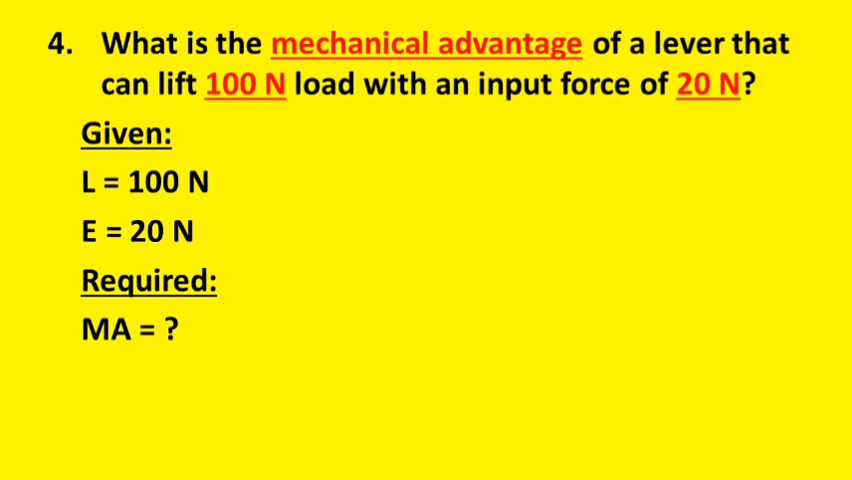 4. What is the mechanical advantage of a lever that
can lift 100 N load with an input force of 20 N?
Given:
L = 100 N
E = 20 N
Required:
MA = ?